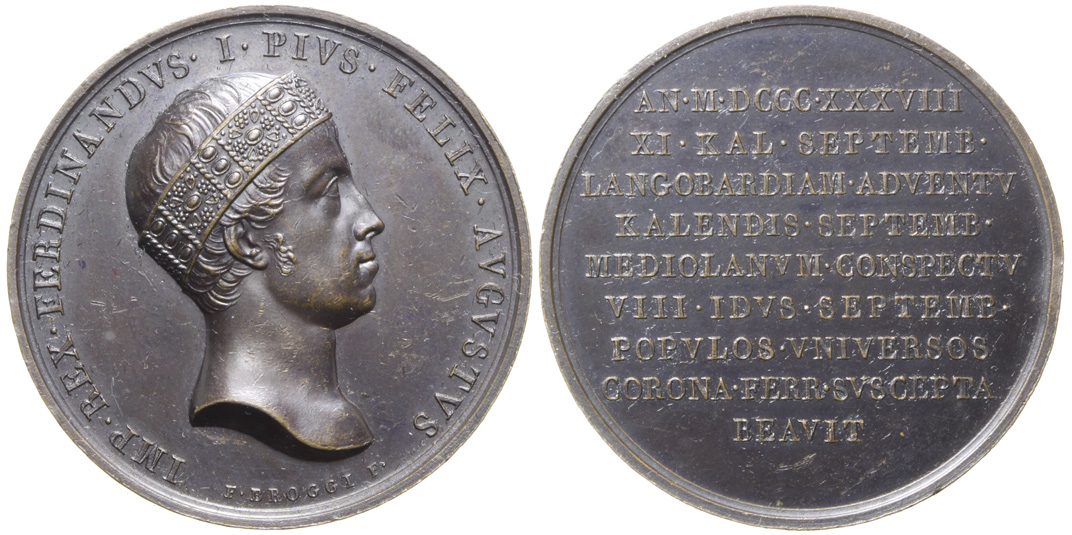 IMP·REX·FERDINANDVS·I·PIVS·FELIX·AVGVSTVS·
F·BROGGI F.
AN·M·DCCC·XXXVIII
XI·KAL·SEPTEMB·
LANGOBARDIAM·ADVENTV
KALENDIS·SEPTEMB·
MEDIOLANVM·CONSPECTV
VIII·IDVS·SEPTEMB·
POPVLOS·VNIVERSOS
CORONA·FERR·SVSCEPTA
BEAVIT